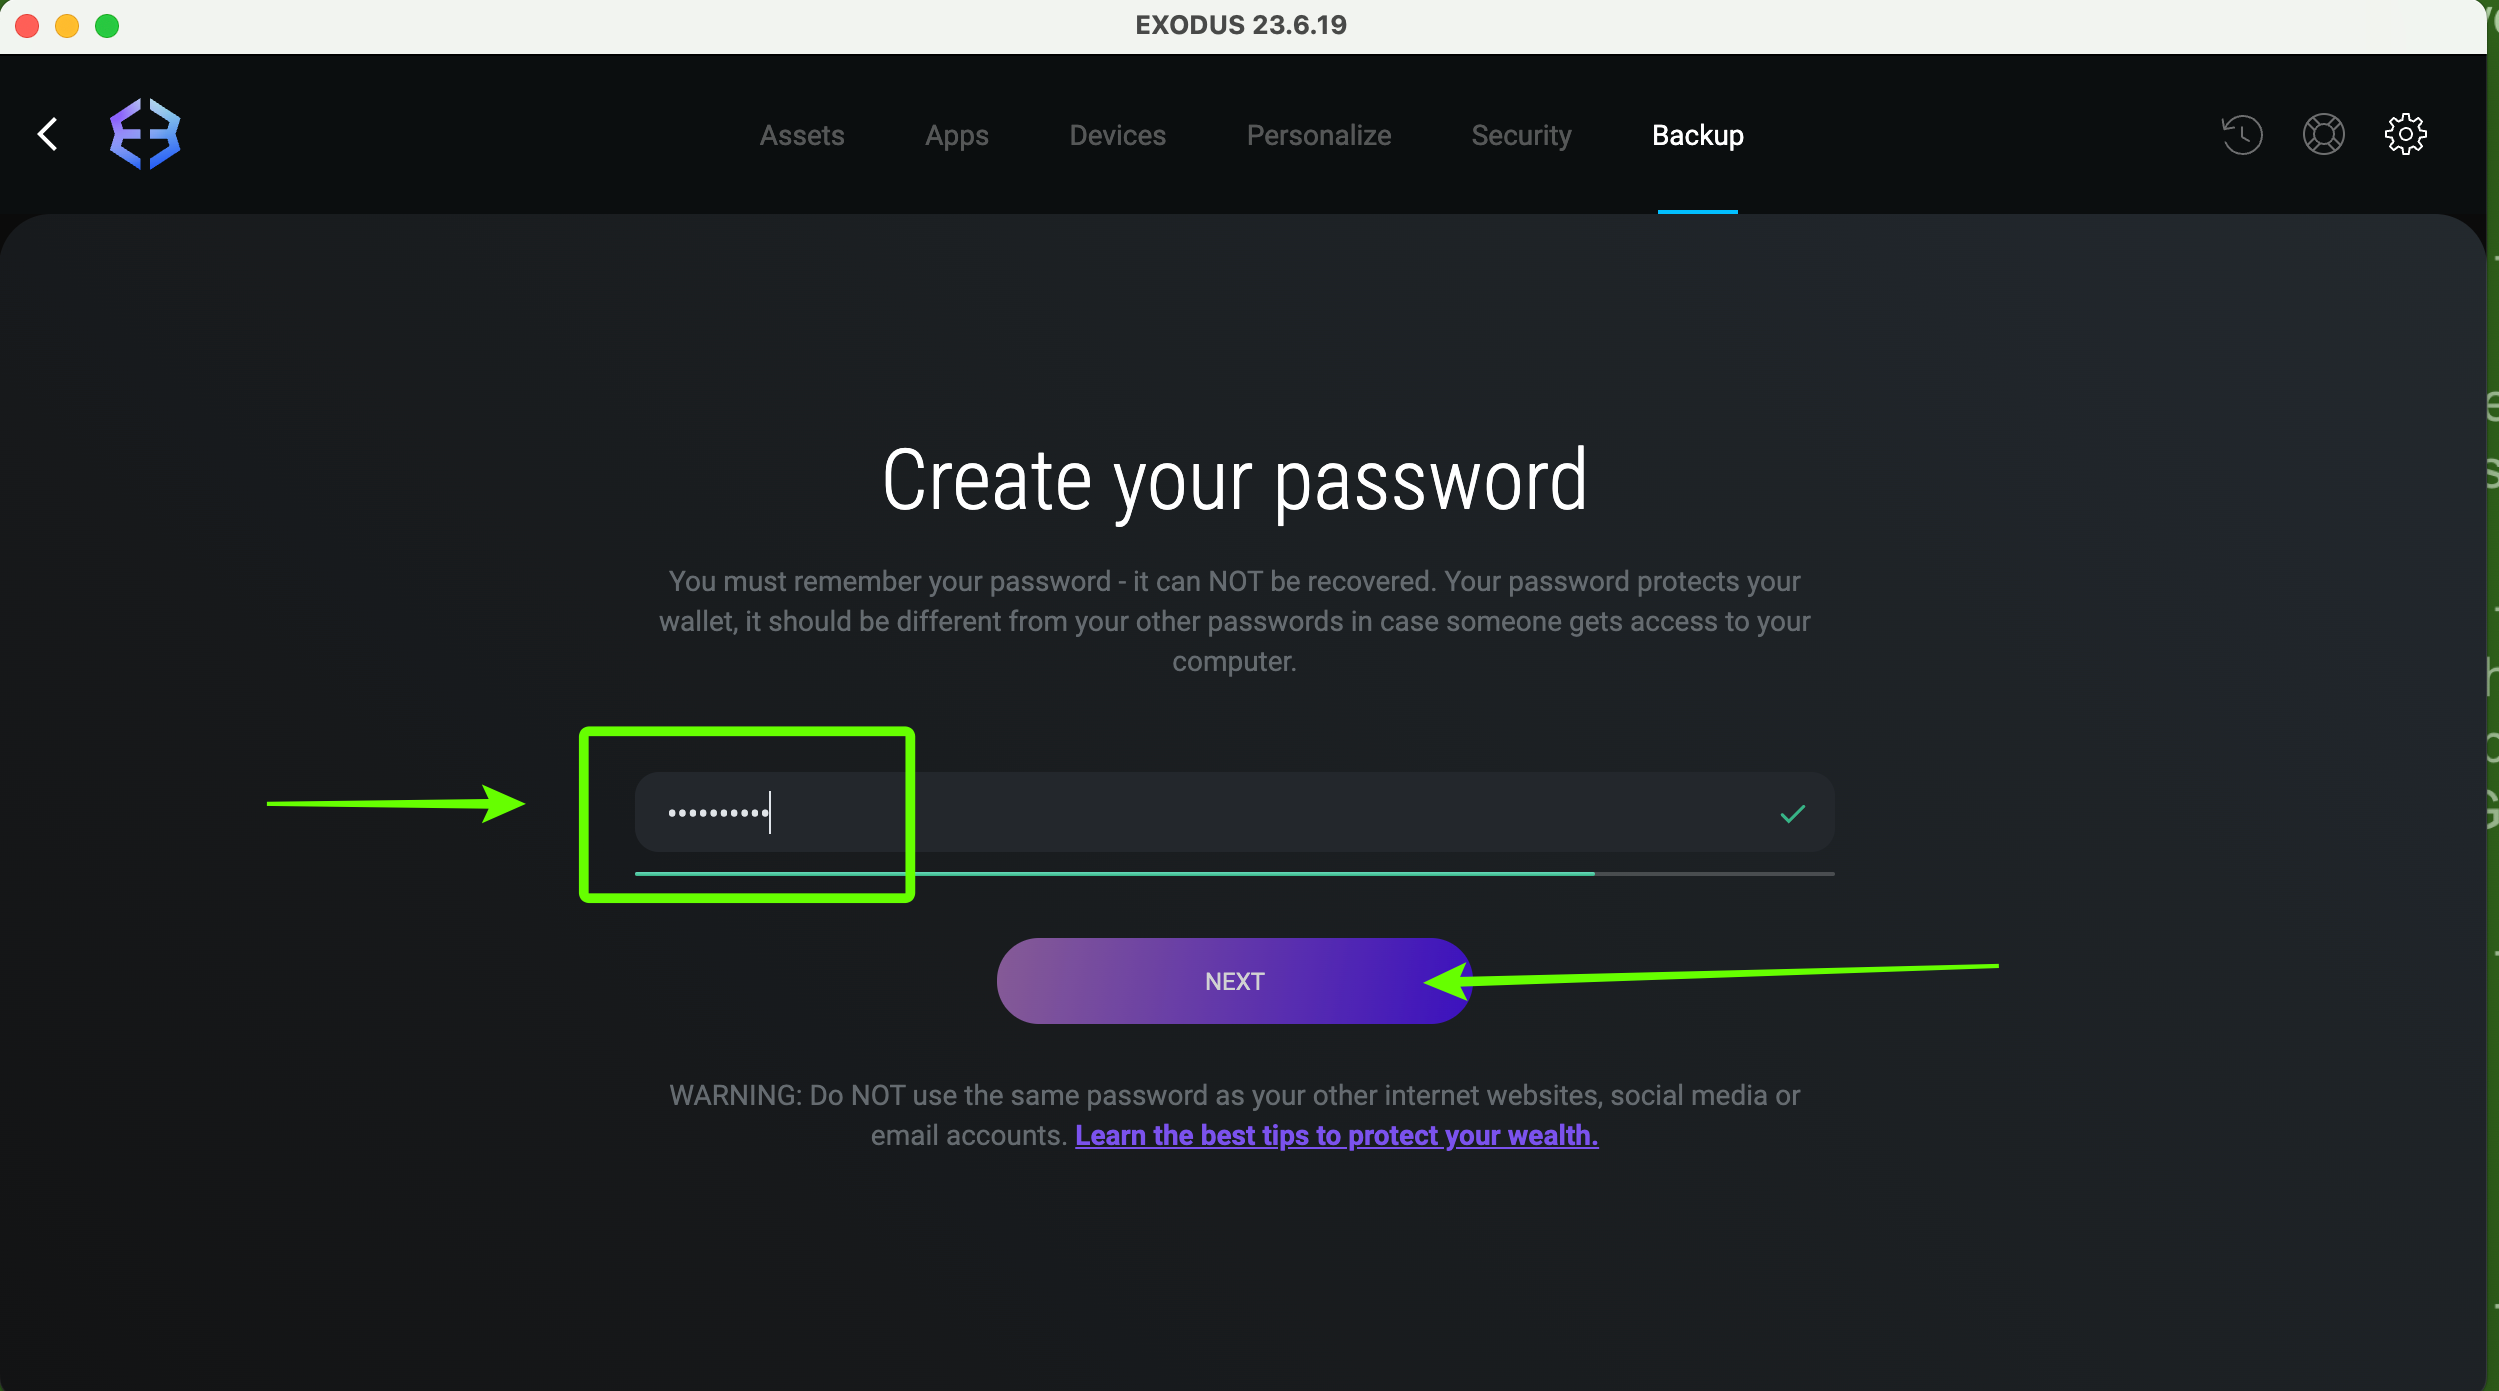 EXODUS 23.6.19
Assets Apps Devices Personalize Security Backup
Create your password
You must remember your password - it can NOT be recovered. Your password protects your
wallet, it should be different from your other passwords in case someone gets access to your
computer.
NEXT
WARNING: Do NOT use the same password as your other internet websites, social media or
email accounts. Learn the best tips to protect your wealth.